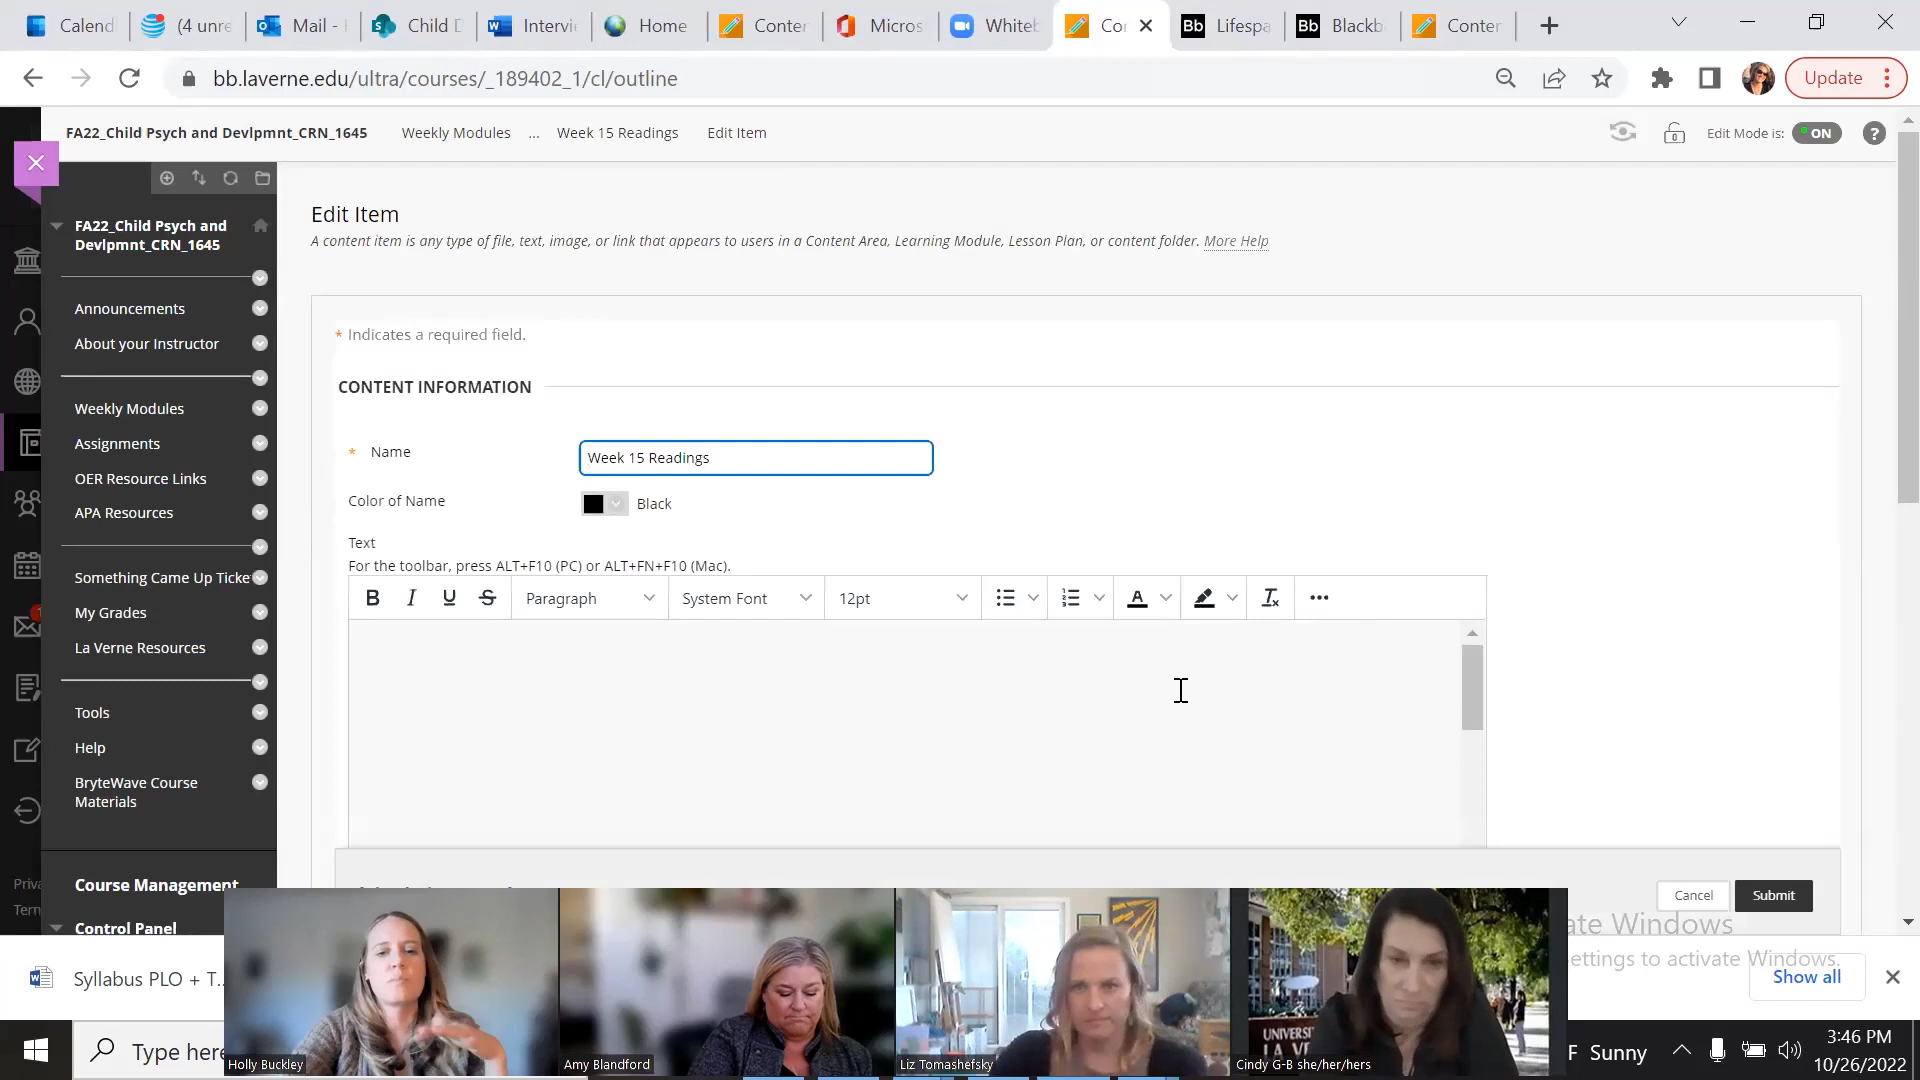 Calend
(4 unre
Mail -
Child D
Intervi
Home
Conter
Micros
Whiteb
Co
Lifespa
Blackb
Conter
bb.laverne.edu/ultra/courses/_189402_1/cl/outline
Update
FA22_Child Psych and Devlpmnt_CRN_1645
Weekly Modules
...
Week 15 Readings
Edit Item
Edit Mode is:
ON
?
FA22_Child Psych and
Devlpmnt_CRN_1645
Announcements
About your Instructor
Weekly Modules
Assignments
OER Resource Links
APA Resources
Something Came Up Ticke
My Grades
La Verne Resources
Tools
Help
BryteWave Course
Materials
Course Management
Control Panel
Priva
Term
Edit Item
A content item is any type of file, text, image, or link that appears to users in a Content Area, Learning Module, Lesson Plan, or content folder. More Help
* Indicates a required field.
CONTENT INFORMATION
* Name
Week 15 Readings
Color of Name
Black
Text
For the toolbar, press ALT+F10 (PC) or ALT+FN+F10 (Mac).
B I U S
Paragraph
System Font
12pt
Cancel
Submit
ate Windows
ettings to activate Windows.
Syllabus PLO + T...
Show all
Type here
Holly Buckley
Amy Blandford
Liz Tomashefsky
UNIVERS
LA VE
Cindy G-B she/her/hers
F Sunny
3:46 PM
10/26/2022